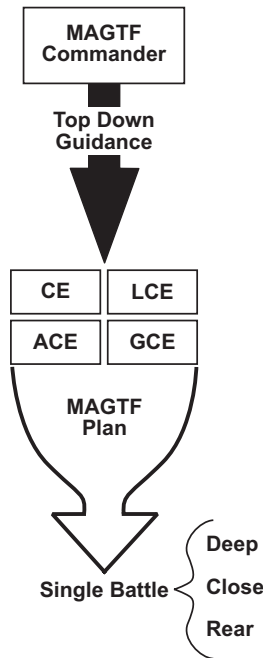 MAGTF
Commander
Top Down
Guidance
CE
LCE
ACE
GCE
MAGTF
Plan
Single Battle
Deep
Close
Rear